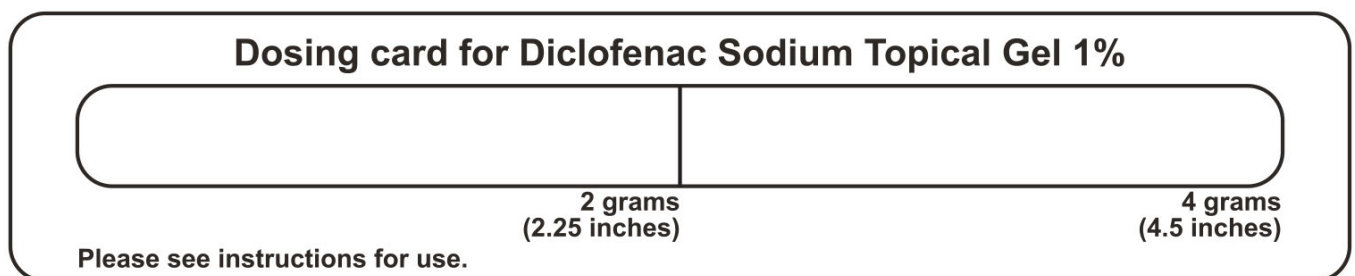 Dosing card for Diclofenac Sodium Topical Gel 1%
2 grams
(2.25 inches)
4 grams
(4.5 inches)
Please see instructions for use.